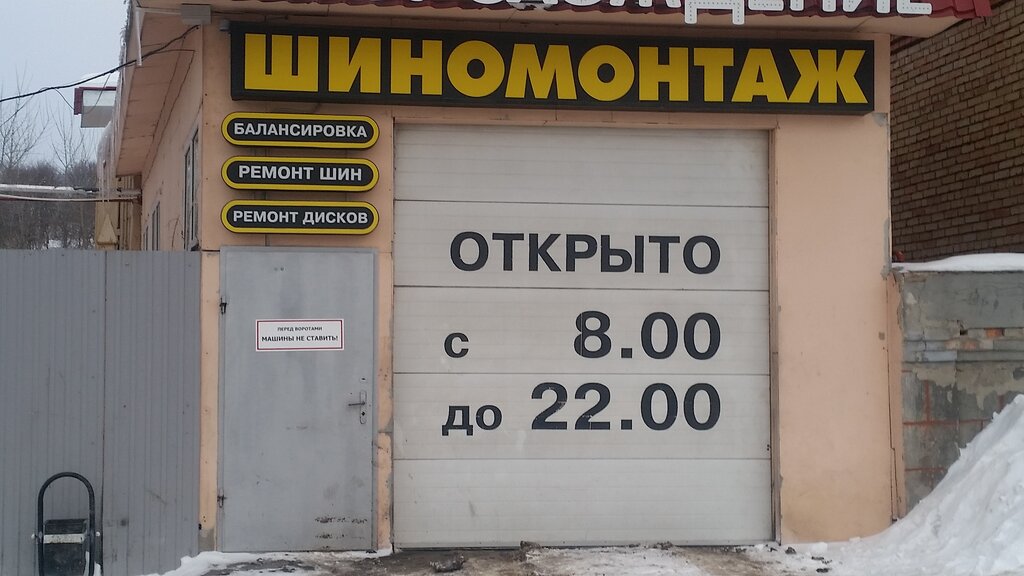 ШИНОМОНТАЖ
БАЛАНСИРОВКА
РЕМОНТ ШИН
РЕМОНТ ДИСКОВ
ОТКРЫТО
с 8.00
до 22.00
ПЕРЕД ВОРОТАМИ
МАШИНЫ НЕ СТАВИТЬ!